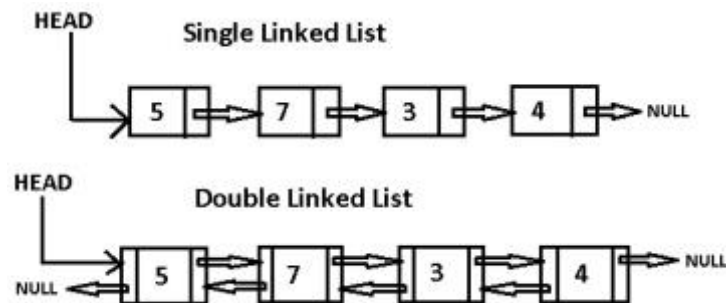 HEAD
Single Linked List
5 7 3 4 NULL
HEAD
Double Linked List
NULL 5 7 3 4 NULL